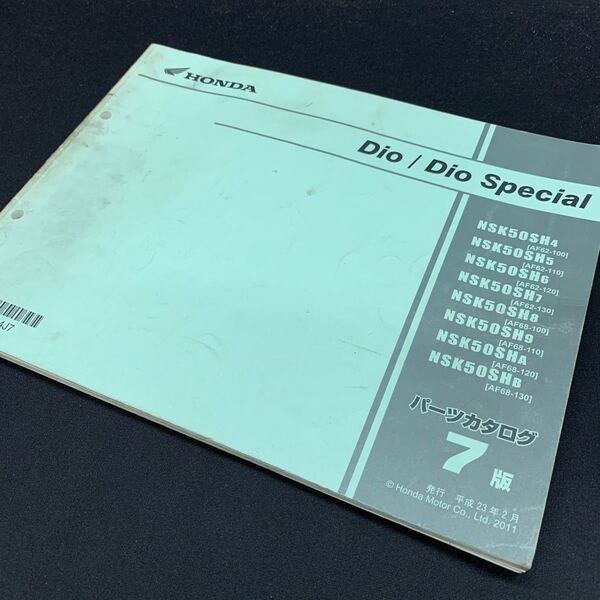 HONDA
Dio / Dio Special
NSK50SH4
[AF62-100]
NSK50SH5
[AF62-110]
NSK50SH6
[AF62-120]
NSK50SH7
[AF62-130]
NSK50SH8
[AF68-100]
NSK50SH9
[AF68-110]
NSK50SHA
[AF68-120]
NSK50SHB
[AF68-130]
パーツカタログ
7版
発行 平成23年2月
© Honda Motor Co., Ltd. 2011
4J7